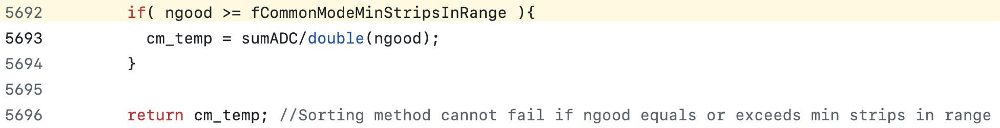 5692 if( ngood >= fCommonModeMinStripsInRange ){
5693 cm_temp = sumADC/double(ngood);
5694 }
5695
5696 return cm_temp; //Sorting method cannot fail if ngood equals or exceeds min strips in range